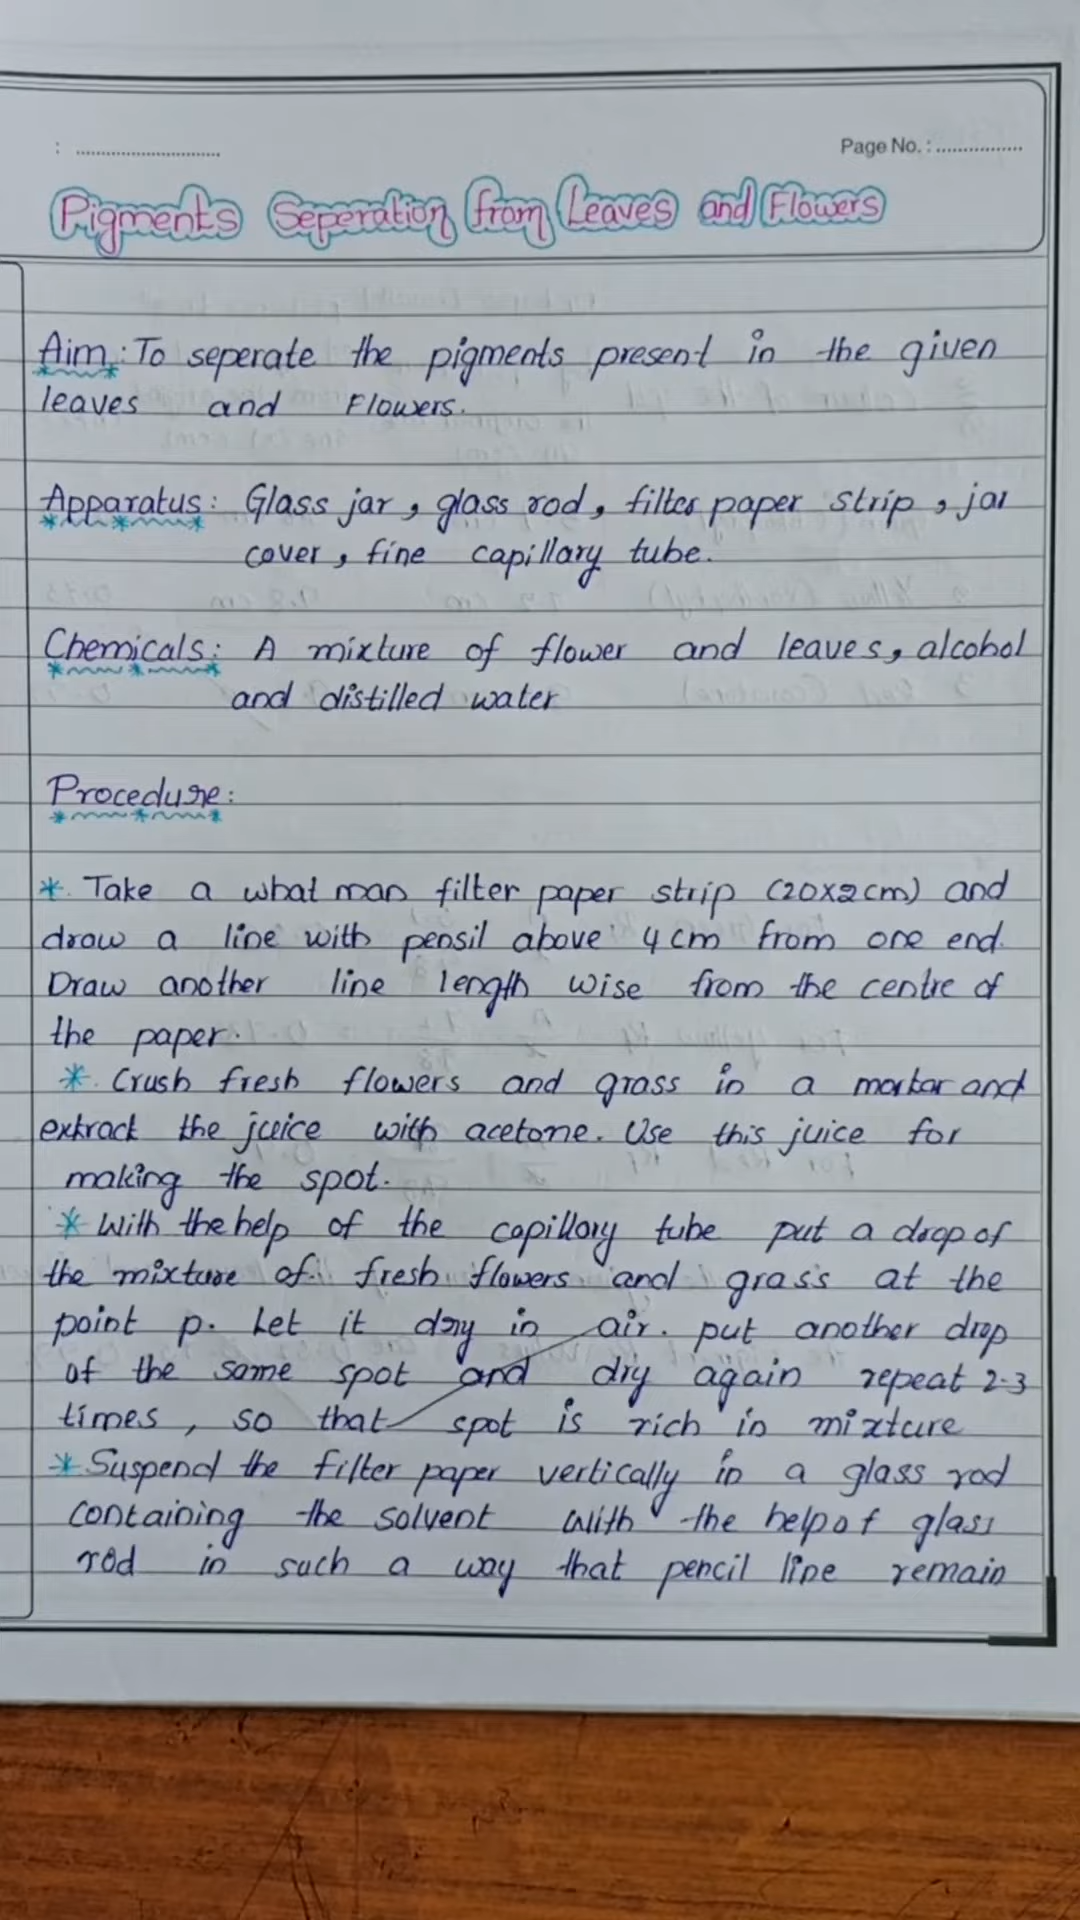 : ............................
Page No. : ................
Pigments Seperation from Leaves and Flowers
Aim : To seperate the pigments present in the given
leaves and Flowers.
Apparatus : Glass jar, glass rod, filter paper strip, jar
cover, fine capillary tube.
Chemicals : A mixture of flower and leaves, alcohol
and distilled water
Procedure :
* Take a what man filter paper strip (20x2cm) and
draw a line with pensil above 4 cm from one end.
Draw another line length wise from the centre of
the paper.
* Crush fresh flowers and grass in a mortar and
extract the juice with acetone. Use this juice for
making the spot.
* With the help of the capillory tube put a drop of
the mixture of fresh flowers and grass at the
point p. Let it dry in air. put another drop
of the same spot and dry again repeat 2-3
times, so that spot is rich in mixture
* Suspend the filter paper vertically in a glass rod
containing the solvent with the help of glass
rod in such a way that pencil line remain